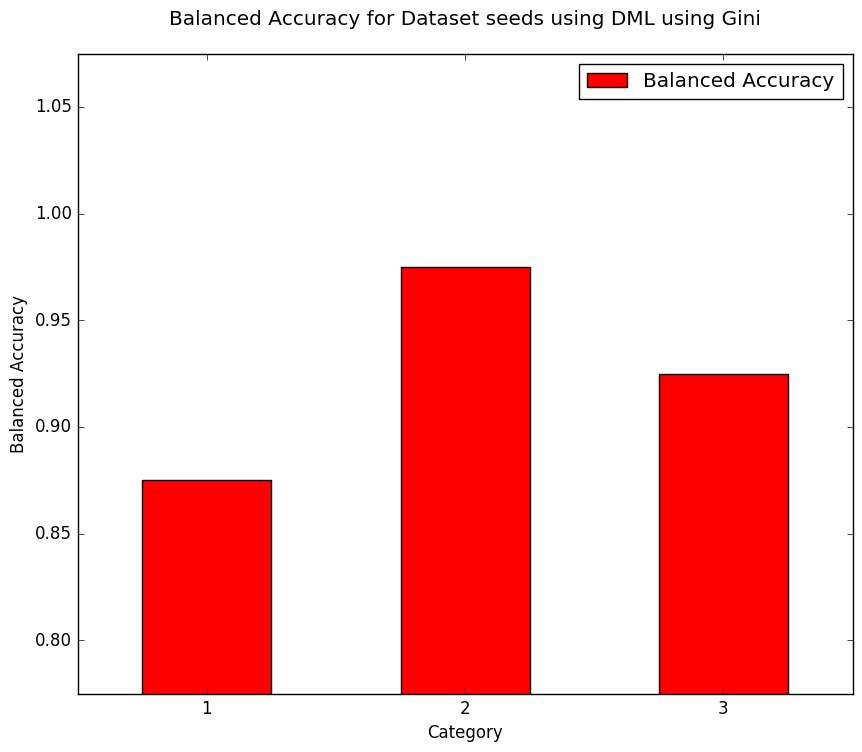 Balanced Accuracy for Dataset seeds using DML using Gini
Balanced Accuracy
1.05
1.00
0.95
0.90
0.85
0.80
Balanced Accuracy
1 2 3
Category